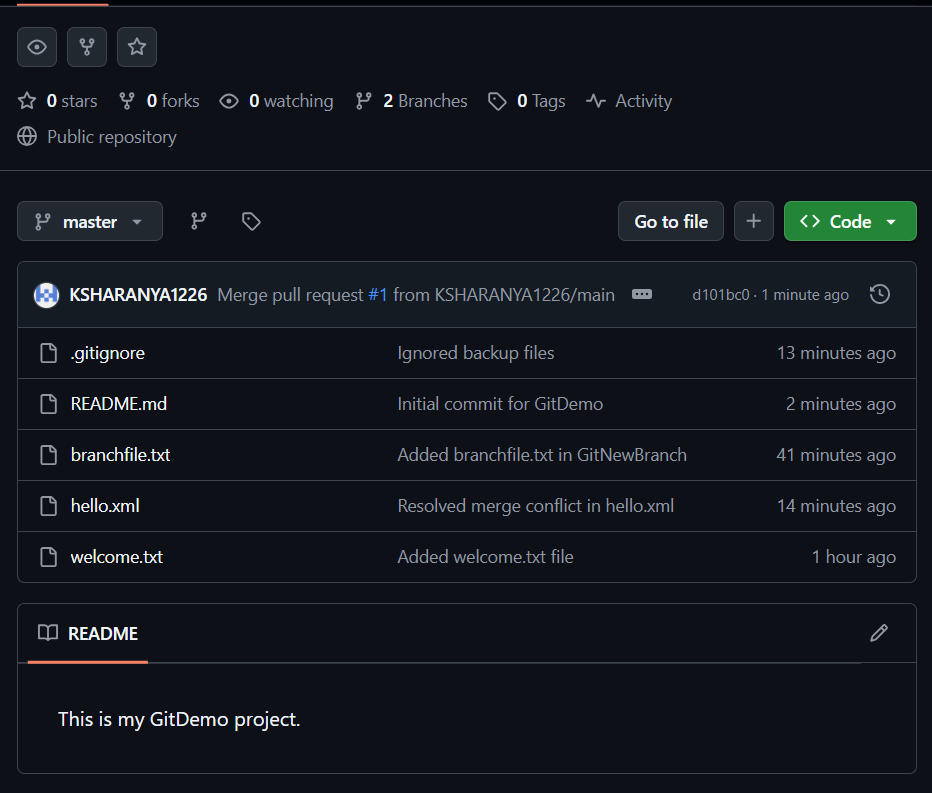 0 stars 0 forks 0 watching 2 Branches 0 Tags Activity
Public repository
master Go to file Code
KSHARANYA1226 Merge pull request #1 from KSHARANYA1226/main d101bc0 · 1 minute ago
.gitignore Ignored backup files 13 minutes ago
README.md Initial commit for GitDemo 2 minutes ago
branchfile.txt Added branchfile.txt in GitNewBranch 41 minutes ago
hello.xml Resolved merge conflict in hello.xml 14 minutes ago
welcome.txt Added welcome.txt file 1 hour ago
README
This is my GitDemo project.